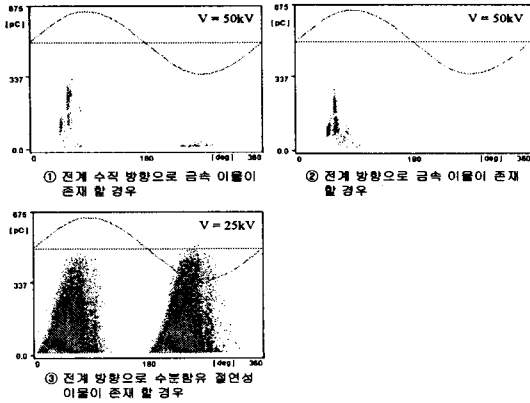 675
[pC]
V = 50kV
337
0.0
0
180
[deg]
360
① 전계 수직 방향으로 금속 이물이
존재 할 경우
675
[pC]
V = 50kV
337
0.0
0
180
[deg]
360
② 전계 방향으로 금속 이물이 존재
할 경우
675
[pC]
V = 25kV
337
0.0
0
180
[deg]
360
③ 전계 방향으로 수분함유 절연성
이물이 존재 할 경우